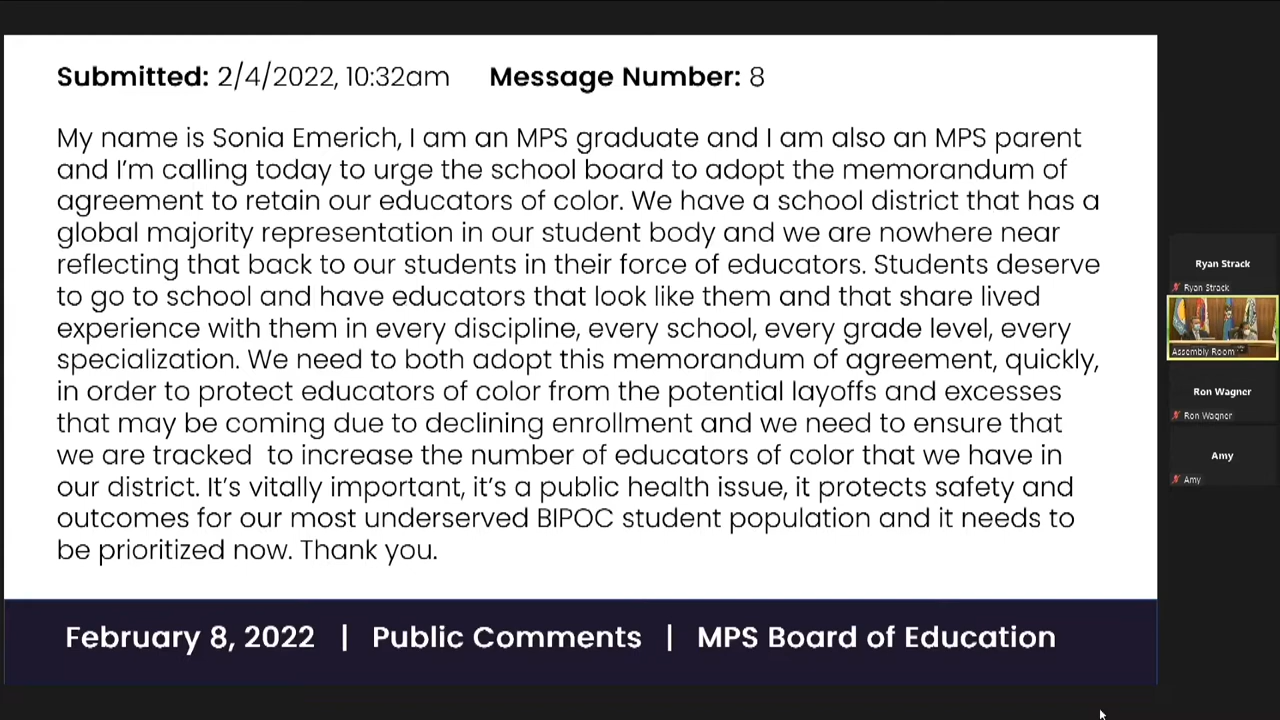 Submitted: 2/4/2022, 10:32am Message Number: 8
My name is Sonia Emerich, I am an MPS graduate and I am also an MPS parent
and I'm calling today to urge the school board to adopt the memorandum of
agreement to retain our educators of color. We have a school district that has a
global majority representation in our student body and we are nowhere near
reflecting that back to our students in their force of educators. Students deserve
to go to school and have educators that look like them and that share lived
experience with them in every discipline, every school, every grade level, every
specialization. We need to both adopt this memorandum of agreement, quickly,
in order to protect educators of color from the potential layoffs and excesses
that may be coming due to declining enrollment and we need to ensure that
we are tracked  to increase the number of educators of color that we have in
our district. It's vitally important, it's a public health issue, it protects safety and
outcomes for our most underserved BIPOC student population and it needs to
be prioritized now. Thank you.
February 8, 2022 | Public Comments | MPS Board of Education
Ryan Strack
Ryan Strack
Assembly Room
Ron Wagner
Ron Wagner
Amy
Amy